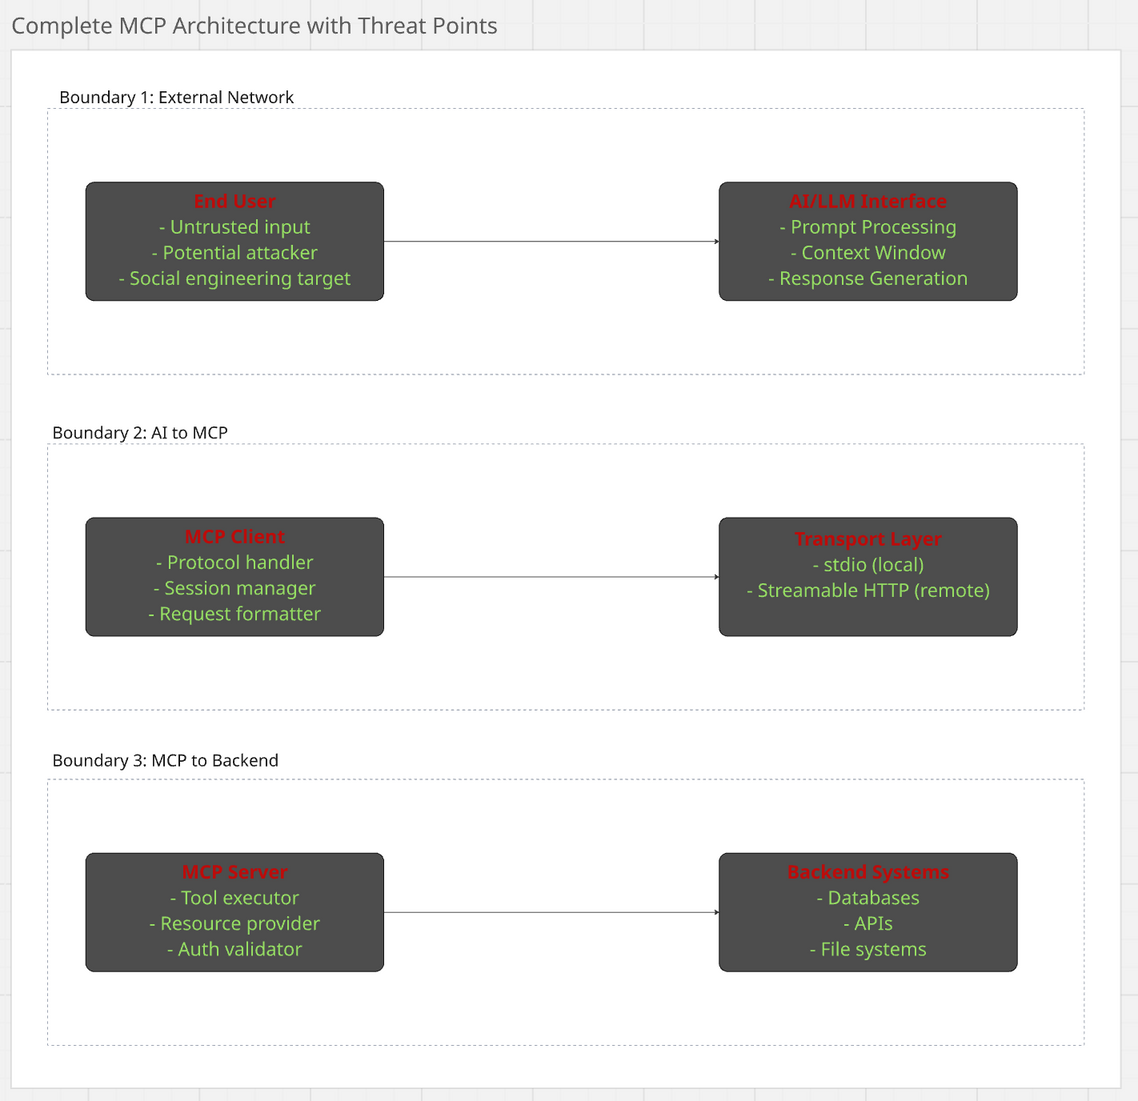 Complete MCP Architecture with Threat Points
Boundary 1: External Network
End User
- Untrusted input
- Potential attacker
- Social engineering target
AI/LLM Interface
- Prompt Processing
- Context Window
- Response Generation
Boundary 2: AI to MCP
MCP Client
- Protocol handler
- Session manager
- Request formatter
Transport Layer
- stdio (local)
- Streamable HTTP (remote)
Boundary 3: MCP to Backend
MCP Server
- Tool executor
- Resource provider
- Auth validator
Backend Systems
- Databases
- APIs
- File systems